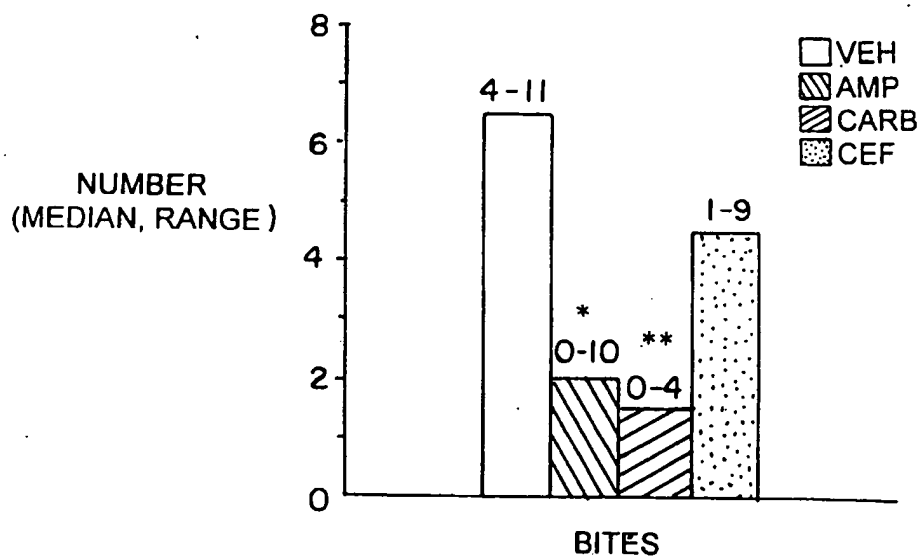 8
6
4
2
0
NUMBER
(MEDIAN, RANGE)
4-11
*
0-10
**
0-4
1-9
VEH
AMP
CARB
CEF
BITES